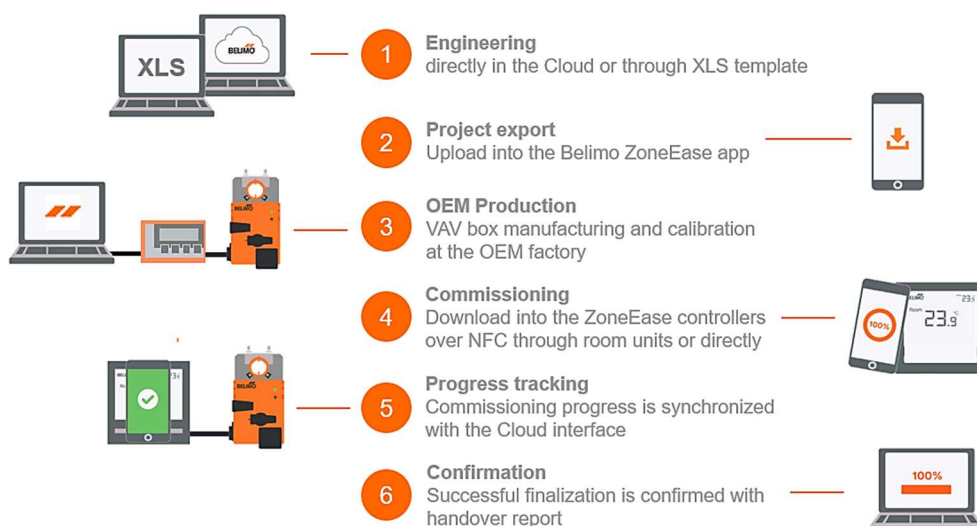 XLS
BELIMO
1
Engineering
directly in the Cloud or through XLS template
2
Project export
Upload into the Belimo ZoneEase app
BELIMO
3
OEM Production
VAV box manufacturing and calibration
at the OEM factory
4
Commissioning
Download into the ZoneEase controllers
over NFC through room units or directly
100%
BELIMO
Room
23.9
5
Progress tracking
Commissioning progress is synchronized
with the Cloud interface
BELIMO
6
Confirmation
Successful finalization is confirmed with
handover report
100%